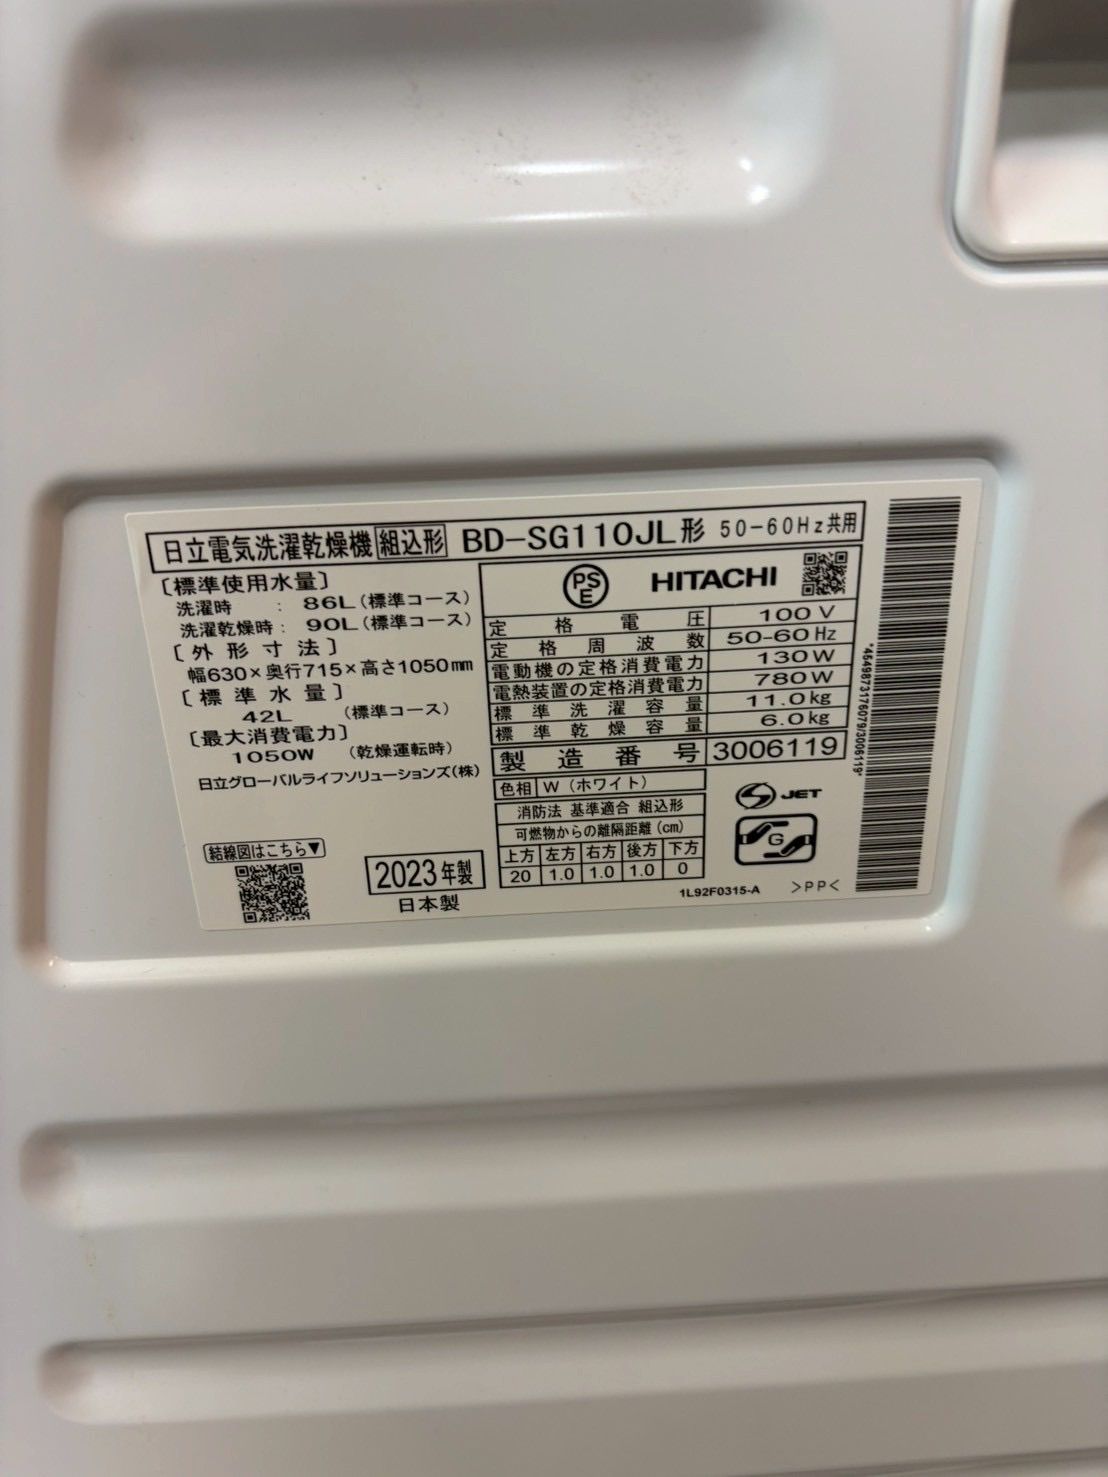 日立電気洗濯乾燥機 組込形 BD-SG110JL形 50-60Hz共用
[標準使用水量]
洗濯時 : 86L(標準コース)
洗濯乾燥時: 90L(標準コース)
[外形寸法]
幅630×奥行715×高さ1050mm
[標準水量]
42L (標準コース)
[最大消費電力]
1050W (乾燥運転時)
日立グローバルライフソリューションズ(株)
結線図はこちら▼
2023年製
日本製
PS
E
HITACHI
定格電圧 100V
定格周波数 50-60Hz
電動機の定格消費電力 130W
電熱装置の定格消費電力 780W
標準洗濯容量 11.0kg
標準乾燥容量 6.0kg
製造番号 3006119
色相 W(ホワイト)
消防法 基準適合 組込形
可燃物からの離隔距離(cm)
上方 左方 右方 後方 下方
20 1.0 1.0 1.0 0
JET
G
1L92F0315-A >PP<
*4549873176079/3006119*